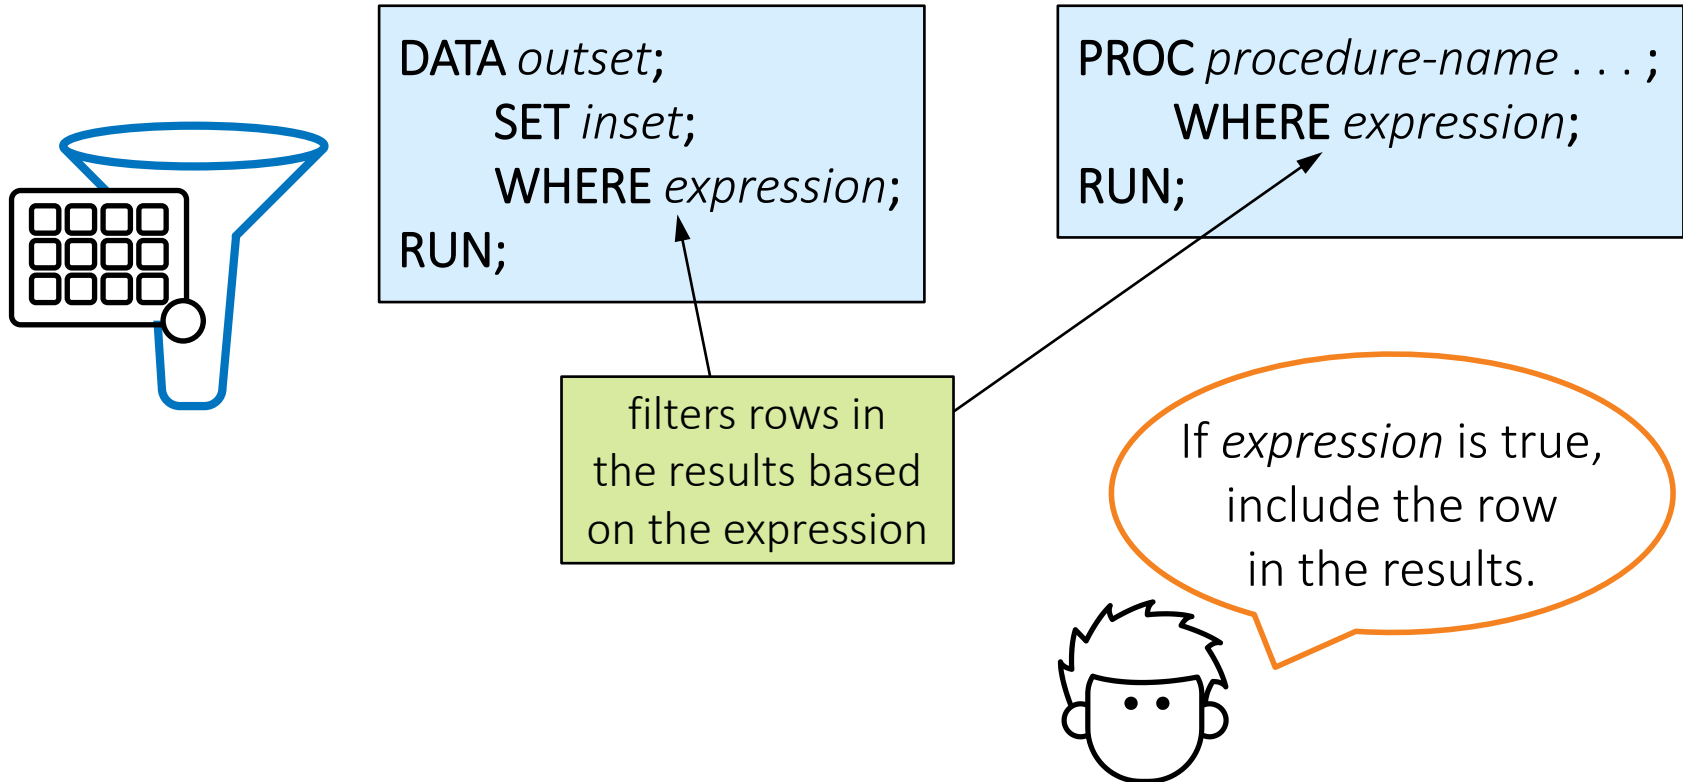 DATA outset;
SET inset;
WHERE expression;
RUN;
PROC procedure-name . . . ;
WHERE expression;
RUN;
filters rows in
the results based
on the expression
If expression is true,
include the row
in the results.